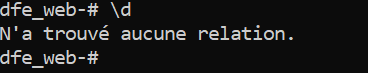 dfe_web-# \d
N'a trouvé aucune relation.
dfe_web-#